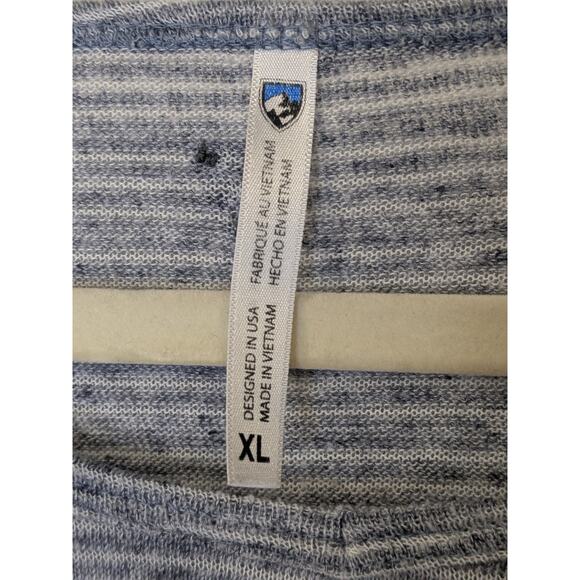 XL
DESIGNED IN USA
MADE IN VIETNAM
FABRIQUÉ AU VIETNAM
HECHO EN VIETNAM